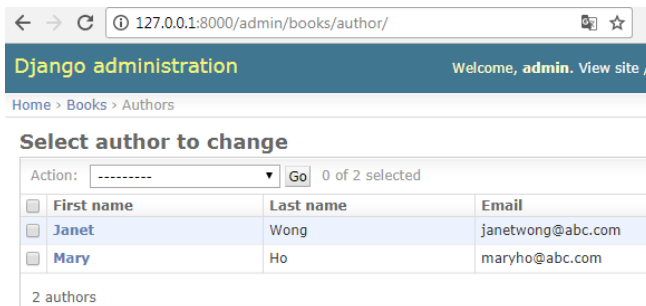 127.0.0.1:8000/admin/books/author/
Django administration Welcome, admin. View site /
Home › Books › Authors
Select author to change
Action: --------- Go 0 of 2 selected
First name Last name Email
Janet Wong janetwong@abc.com
Mary Ho maryho@abc.com
2 authors